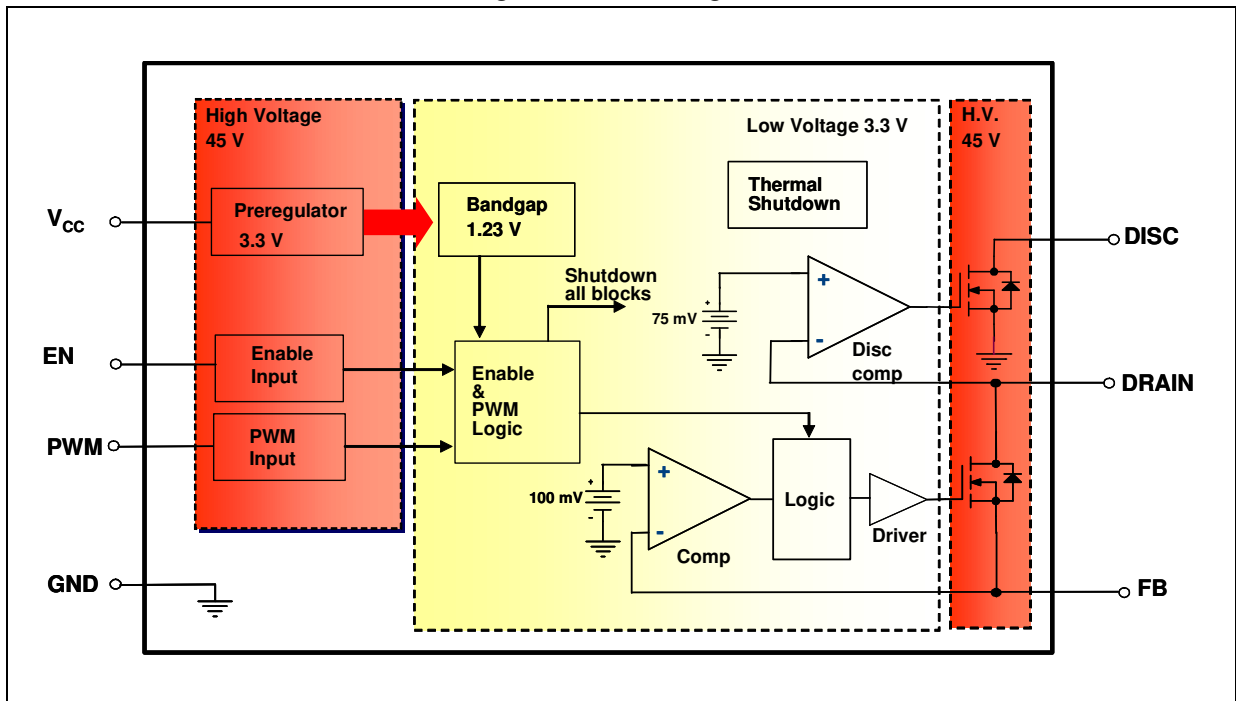 High Voltage
45 V
Low Voltage 3.3 V
H.V.
45 V
Thermal
Shutdown
VCC
Preregulator
3.3 V
Bandgap
1.23 V
DISC
Shutdown
all blocks
+
+
75 mV
-
-
Disc
comp
EN
Enable
Input
Enable
&
PWM
Logic
DRAIN
PWM
PWM
Input
+
+
100 mV
-
-
Comp
Logic
Driver
GND
FB